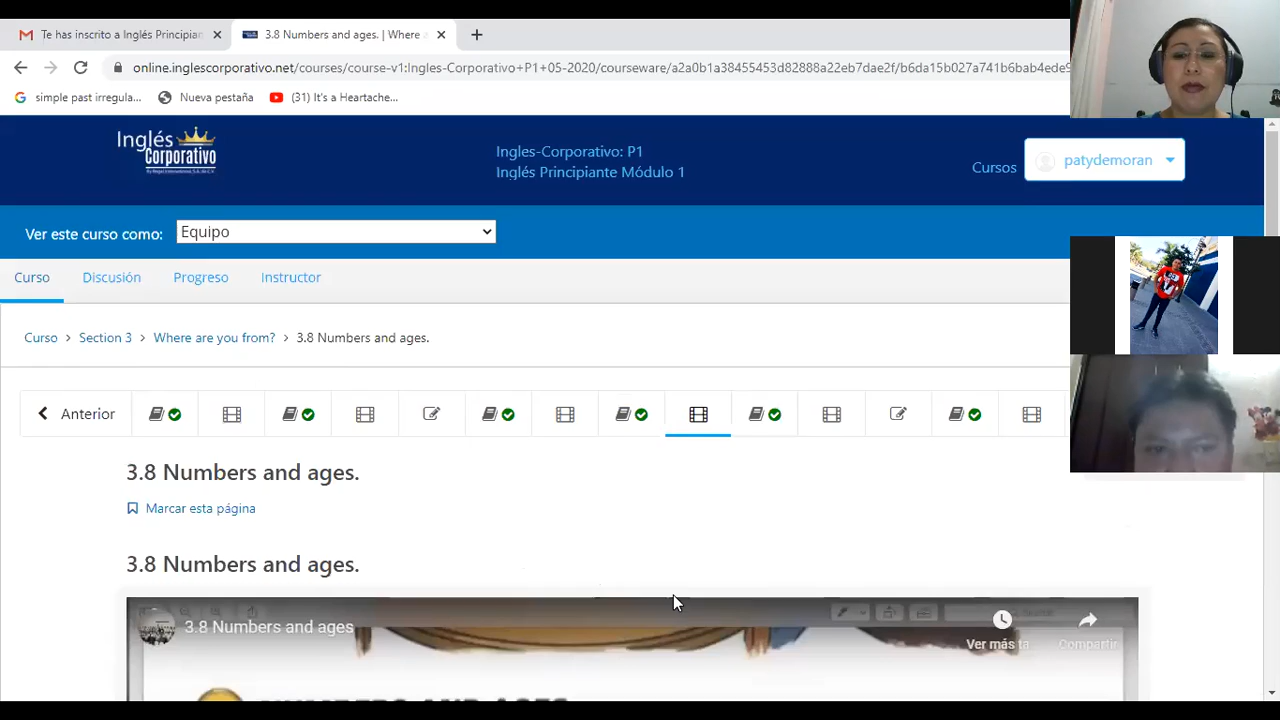 Te has inscrito a Inglés Principian
3.8 Numbers and ages. | Where a
online.inglescorporativo.net/courses/course-v1:Ingles-Corporativo+P1+05-2020/courseware/a2a0b1a38455453d82888a22eb7dae2f/b6da15b027a741b6bab4ede9
simple past irregula...
Nueva pestaña
(31) It's a Heartache...
Inglés
Corporativo
Ingles-Corporativo: P1
Inglés Principiante Módulo 1
Cursos
patydemoran
Ver este curso como:
Equipo
Curso
Discusión
Progreso
Instructor
Curso > Section 3 > Where are you from? > 3.8 Numbers and ages.
Anterior
3.8 Numbers and ages.
Marcar esta página
3.8 Numbers and ages.
3.8 Numbers and ages
Ver más ta
Compartir
NUMBERS AND AGES